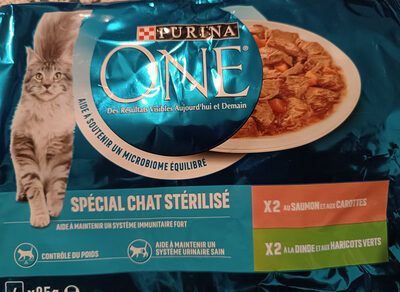 PURINA
ONE®
Des Résultats Visibles Aujourd'hui et Demain
AIDE À SOUTENIR UN MICROBIOME ÉQUILIBRÉ
SPÉCIAL CHAT STÉRILISÉ
AIDE À MAINTENIR UN SYSTÈME IMMUNITAIRE FORT
CONTRÔLE DU POIDS
AIDE À MAINTENIR UN
SYSTÈME URINAIRE SAIN
X2 AU SAUMON ET AUX CAROTTES
X2 À LA DINDE ET AUX HARICOTS VERTS